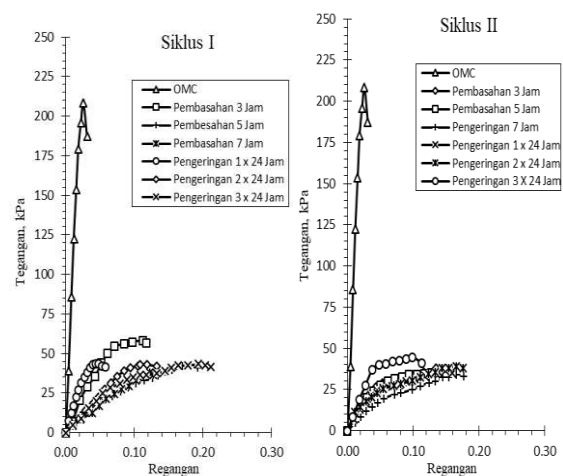 Siklus I
250
225
200
175
150
125
100
75
50
25
0
Tegangan, kPa
OMC
Pembasahan 3 Jam
Pembesahan 5 Jam
Pembasahan 7 Jam
Pengeringan 1 x 24 Jam
Pengeringan 2 x 24 Jam
Pengeringan 3 x 24 Jam
0.00 0.10 0.20 0.30
Regangan
Siklus II
250
225
200
175
150
125
100
75
50
25
0
Tegangan, kPa
OMC
Pembasahan 3 Jam
Pembasahan 5 Jam
Pengeringan 7 Jam
Pengeringan 1 x 24 Jam
Pengeringan 2 x 24 Jam
Pengeringan 3 X 24 Jam
0.00 0.10 0.20 0.30
Regangan